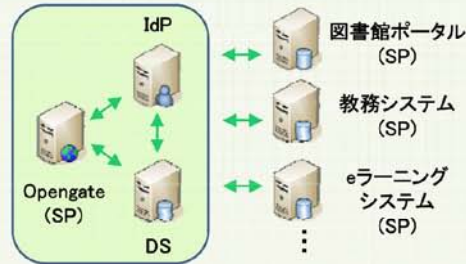 IdP
Opengate
(SP)
DS
図書館ポータル
(SP)
教務システム
(SP)
eラーニング
システム
(SP)
⋮